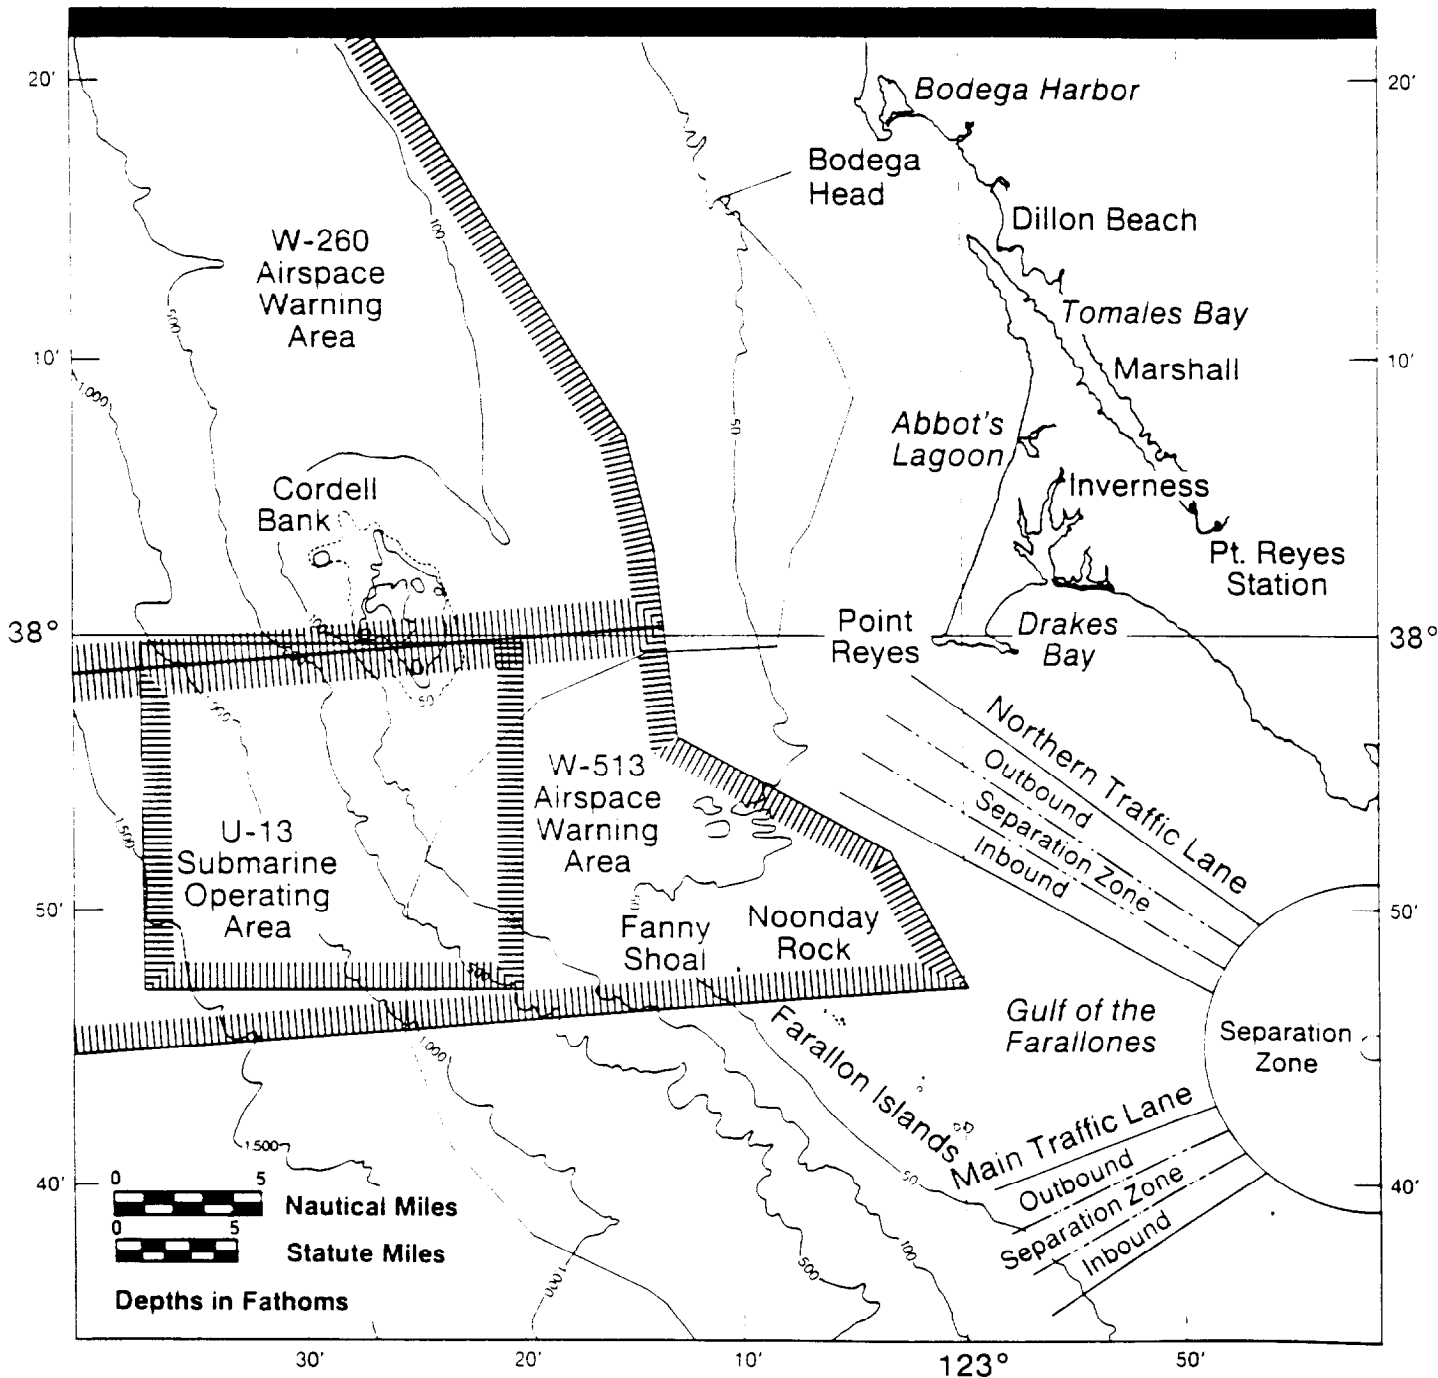 20'
20'
Bodega Harbor
Bodega
Head
Dillon Beach
W-260
Airspace
Warning
Area
100
500
Tomales Bay
10'
10'
Marshall
1,000
50
Abbot's
Lagoon
Cordell
Bank
Inverness
Pt. Reyes
Station
38°
38°
Point
Reyes
Drakes
Bay
50
Northern Traffic Lane
Outbound
Separation Zone
Inbound
W-513
Airspace
Warning
Area
1,500
U-13
Submarine
Operating
Area
50'
50'
Fanny
Shoal
Noonday
Rock
500
Gulf of the
Farallones
Separation
Zone
Farallon Islands
1,000
1,500
Main Traffic Lane
Outbound
Separation Zone
Inbound
50
40'
40'
0 5
Nautical Miles
0 5
Statute Miles
100
500
1000
Depths in Fathoms
30'
20'
10'
123°
50'